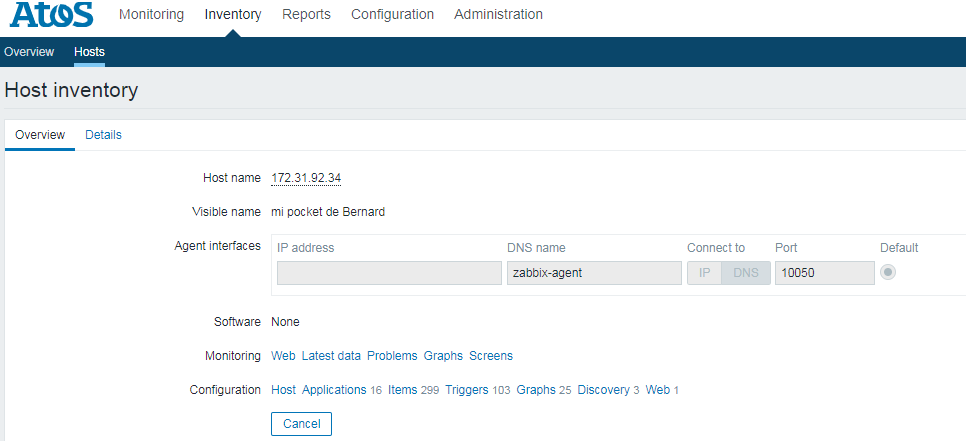 Atos Monitoring Inventory Reports Configuration Administration
Overview Hosts
Host inventory
Overview Details
Host name 172.31.92.34
Visible name mi pocket de Bernard
Agent interfaces IP address DNS name Connect to Port Default
zabbix-agent IP DNS 10050
Software None
Monitoring Web Latest data Problems Graphs Screens
Configuration Host Applications 16 Items 299 Triggers 103 Graphs 25 Discovery 3 Web 1
Cancel